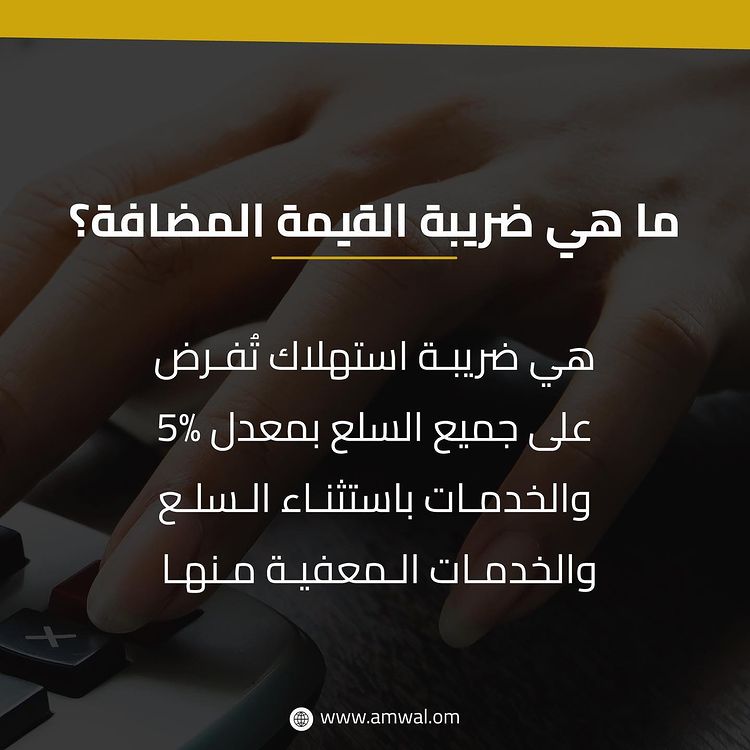 ما هي ضريبة القيمة المضافة؟
هي ضريبة استهلاك تُفرض
على جميع السلع بمعدل 5%
والخدمات باستثناء السلع
والخدمات المعفية منها
www.amwal.om